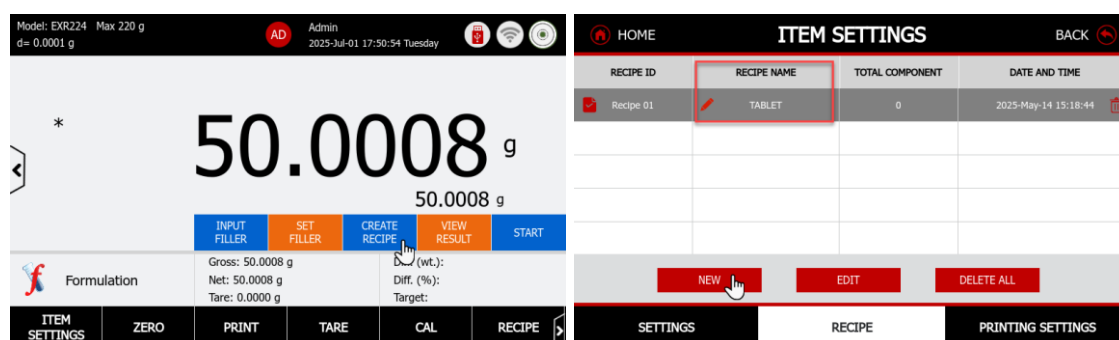 Model: EXR224 Max 220 g
d= 0.0001 g
AD
Admin
2025-Jul-01 17:50:54 Tuesday
*
50.0008 g
50.0008 g
INPUT FILLER
SET FILLER
CREATE RECIPE
VIEW RESULT
START
Formulation
Gross: 50.0008 g
Net: 50.0008 g
Tare: 0.0000 g
(wt.):
Diff. (%):
Target:
ITEM SETTINGS
ZERO
PRINT
TARE
CAL
RECIPE
HOME
ITEM SETTINGS
BACK
RECIPE ID
RECIPE NAME
TOTAL COMPONENT
DATE AND TIME
Recipe 01
TABLET
0
2025-May-14 15:18:44
NEW
EDIT
DELETE ALL
SETTINGS
RECIPE
PRINTING SETTINGS